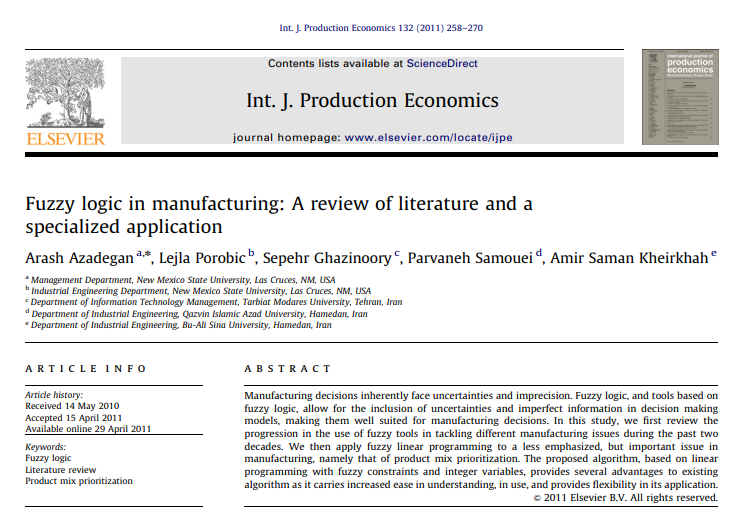 Int. J. Production Economics 132 (2011) 258–270
Contents lists available at ScienceDirect
Int. J. Production Economics
journal homepage: www.elsevier.com/locate/ijpe
ELSEVIER
international journal of
production
economics
Fuzzy logic in manufacturing: A review of literature and a
specialized application
Arash Azadegan a,*, Lejla Porobic b, Sepehr Ghazinoory c, Parvaneh Samouei d, Amir Saman Kheirkhah e
a Management Department, New Mexico State University, Las Cruces, NM, USA
b Industrial Engineering Department, New Mexico State University, Las Cruces, NM, USA
c Department of Information Technology Management, Tarbiat Modares University, Tehran, Iran
d Department of Industrial Engineering, Qazvin Islamic Azad University, Hamedan, Iran
e Department of Industrial Engineering, Bu-Ali Sina University, Hamedan, Iran
ARTICLE INFO
Article history:
Received 14 May 2010
Accepted 15 April 2011
Available online 29 April 2011
Keywords:
Fuzzy logic
Literature review
Product mix prioritization
ABSTRACT
Manufacturing decisions inherently face uncertainties and imprecision. Fuzzy logic, and tools based on
fuzzy logic, allow for the inclusion of uncertainties and imperfect information in decision making
models, making them well suited for manufacturing decisions. In this study, we first review the
progression in the use of fuzzy tools in tackling different manufacturing issues during the past two
decades. We then apply fuzzy linear programming to a less emphasized, but important issue in
manufacturing, namely that of product mix prioritization. The proposed algorithm, based on linear
programming with fuzzy constraints and integer variables, provides several advantages to existing
algorithm as it carries increased ease in understanding, in use, and provides flexibility in its application.
© 2011 Elsevier B.V. All rights reserved.